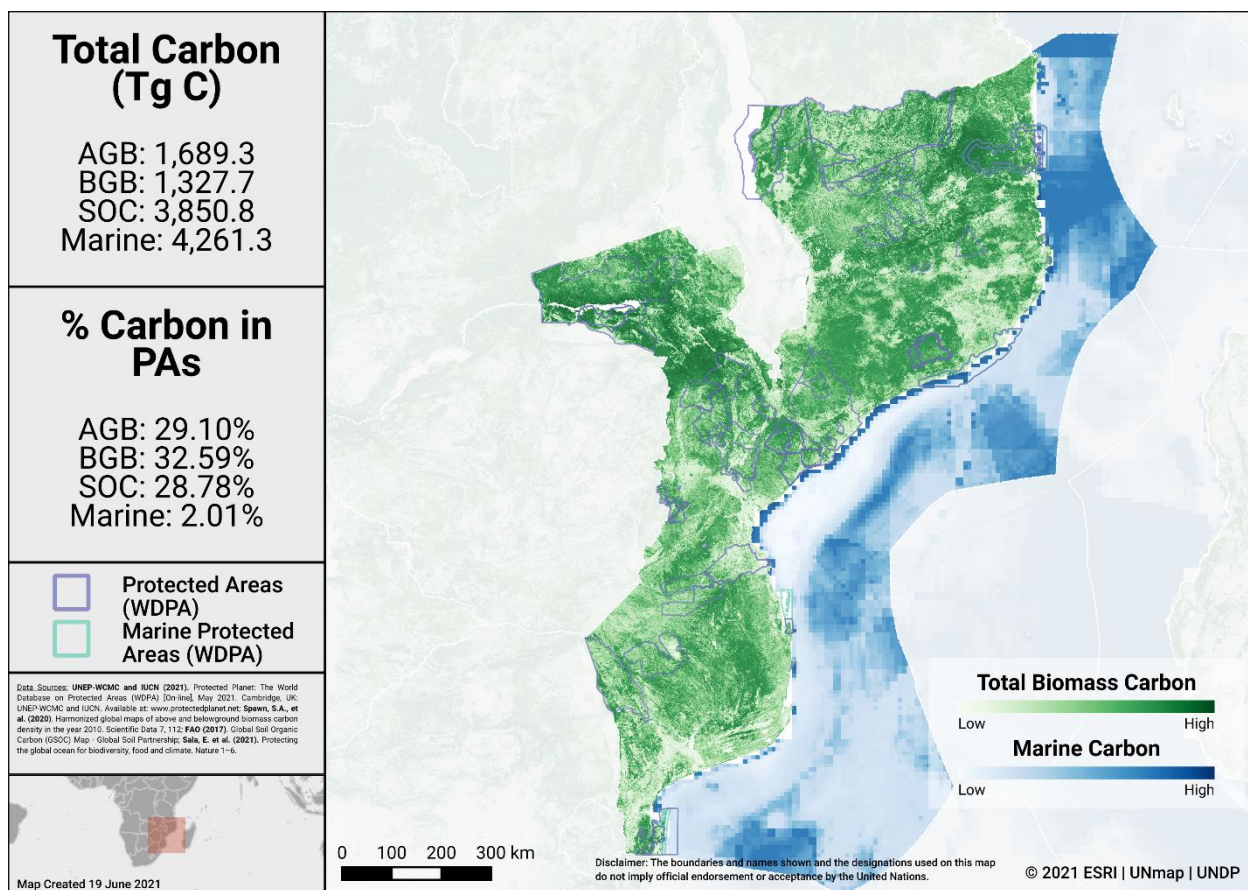 Total Carbon
(Tg C)
AGB: 1,689.3
BGB: 1,327.7
SOC: 3,850.8
Marine: 4,261.3
% Carbon in
PAs
AGB: 29.10%
BGB: 32.59%
SOC: 28.78%
Marine: 2.01%
Protected Areas
(WDPA)
Marine Protected
Areas (WDPA)
Data Sources: UNEP-WCMC and IUCN (2021). Protected Planet; The World
Database on Protected Areas (WDPA) [On-line], May 2021. Cambridge, UK:
UNEP-WCMC and IUCN. Available at: www.protectedplanet.net; Spawn, S.A., et
al. (2020). Harmonized global maps of above and belowground biomass carbon
density in the year 2010. Scientific Data 7, 112; FAO (2017). Global Soil Organic
Carbon (GSOC) Map - Global Soil Partnership; Sala, E. et al. (2021). Protecting
the global ocean for biodiversity, food and climate. Nature 1–6.
Map Created 19 June 2021
Total Biomass Carbon
Low High
Marine Carbon
Low High
0 100 200 300 km
Disclaimer: The boundaries and names shown and the designations used on this map
do not imply official endorsement or acceptance by the United Nations.
© 2021 ESRI | UNmap | UNDP